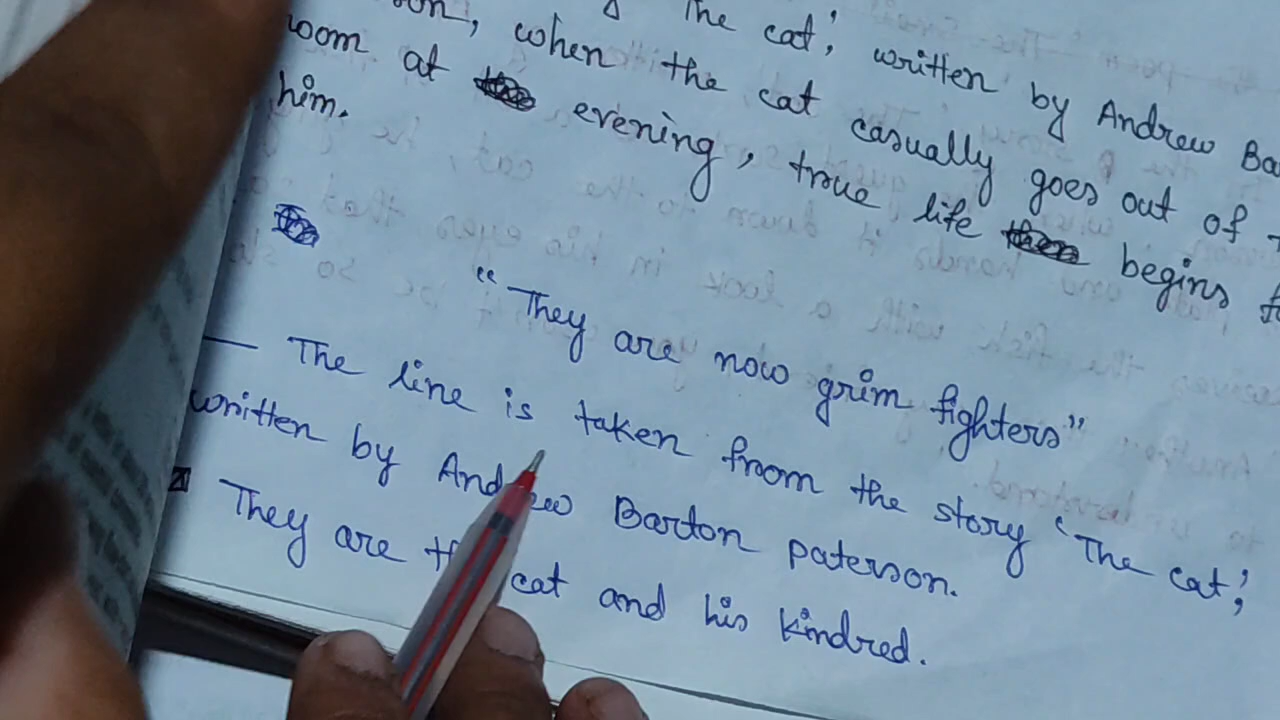 The cat', written by Andrew
, when the cat casually goes out of
room at evening, true life begins
him.
"They are now grim fighters"
— The line is taken from the story 'The cat',
written by Andrew Barton paterson.
They are the cat and his kindred.